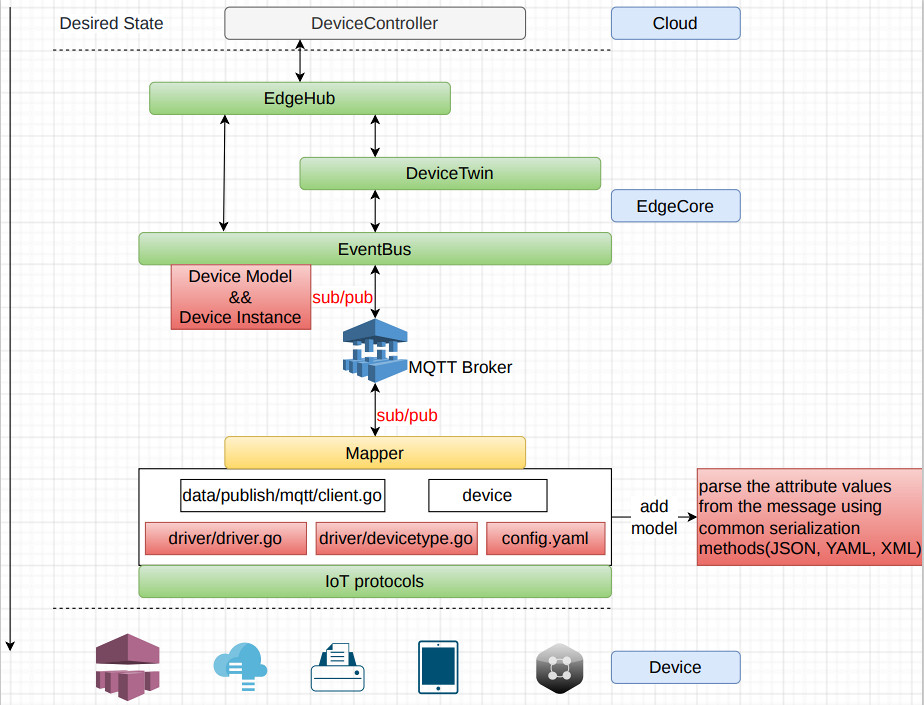 Desired State
DeviceController
Cloud
EdgeHub
DeviceTwin
EdgeCore
EventBus
Device Model
&&
Device Instance
sub/pub
MQTT Broker
sub/pub
Mapper
data/publish/mqtt/client.go
device
driver/driver.go
driver/devicetype.go
config.yaml
add
model
parse the attribute values
from the message using
common serialization
methods(JSON, YAML, XML)
IoT protocols
Device